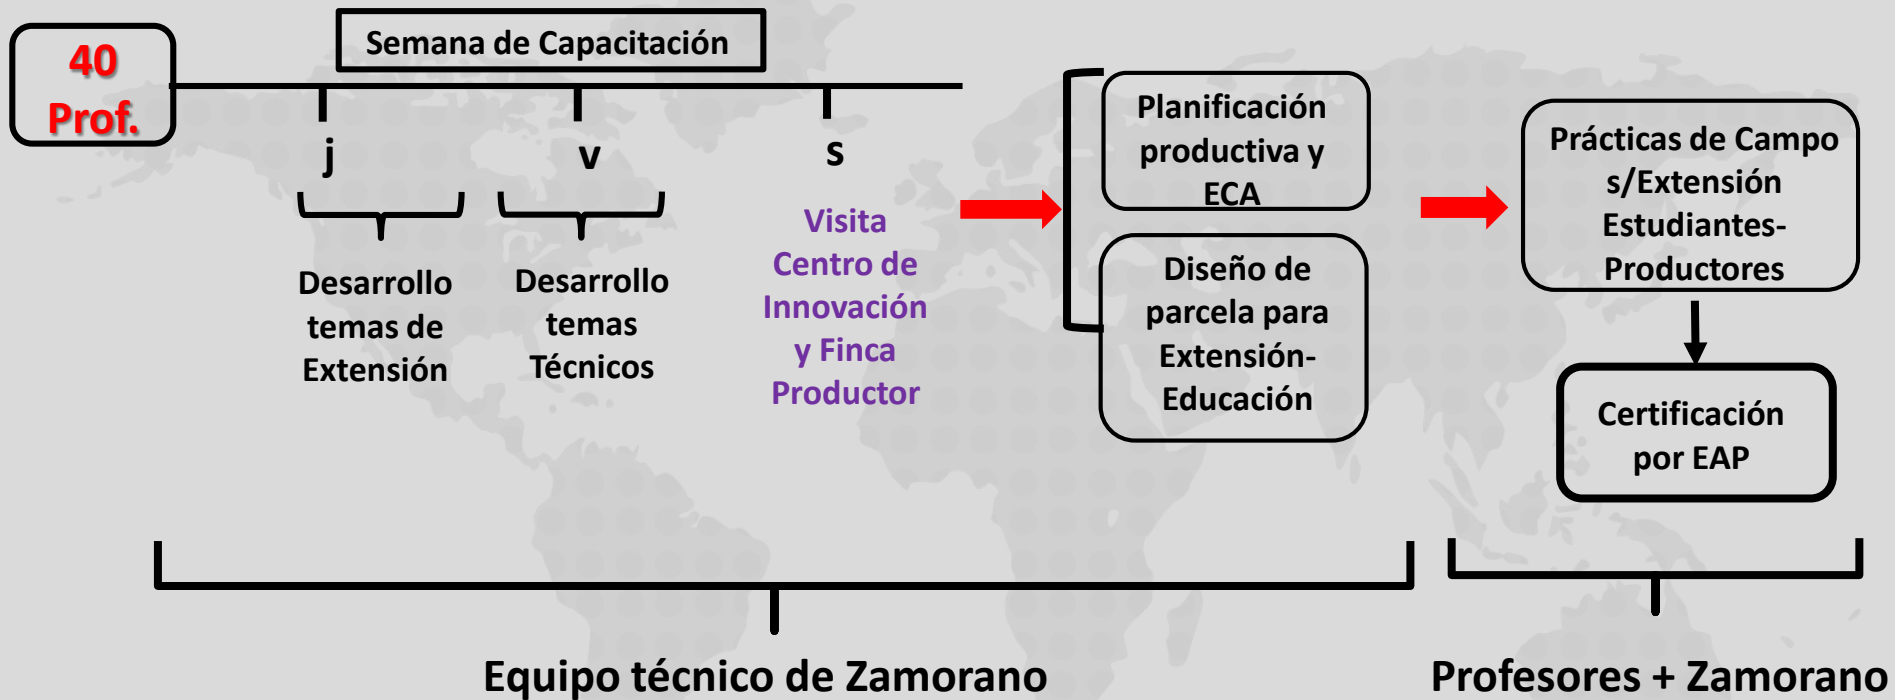 40
Prof.
Semana de Capacitación
j
v
s
Desarrollo
temas de
Extensión
Desarrollo
temas
Técnicos
Visita
Centro de
Innovación
y Finca
Productor
Planificación
productiva y
ECA
Diseño de
parcela para
Extensión-
Educación
Prácticas de Campo
s/Extensión
Estudiantes-
Productores
Certificación
por EAP
Equipo técnico de Zamorano
Profesores + Zamorano